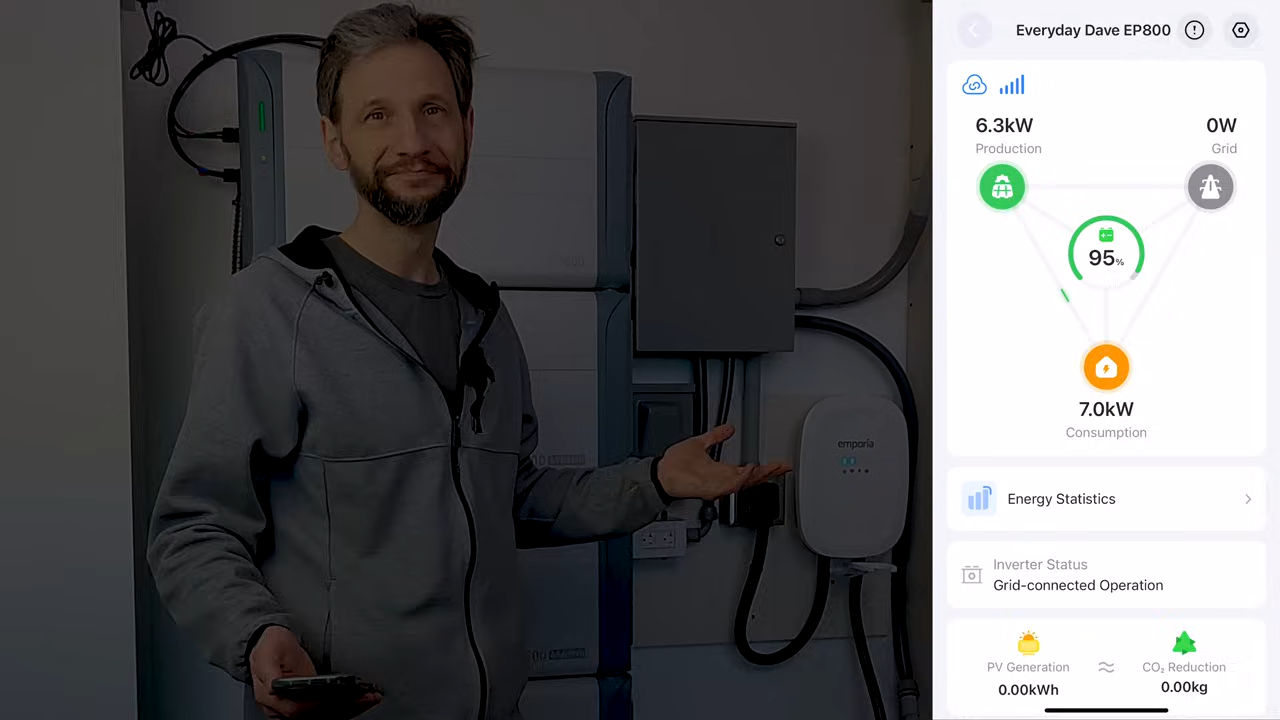 emporia
Everyday Dave EP800
6.3kW
Production
0W
Grid
95%
7.0kW
Consumption
Energy Statistics
Inverter Status
Grid-connected Operation
PV Generation
0.00kWh
≈
CO₂ Reduction
0.00kg